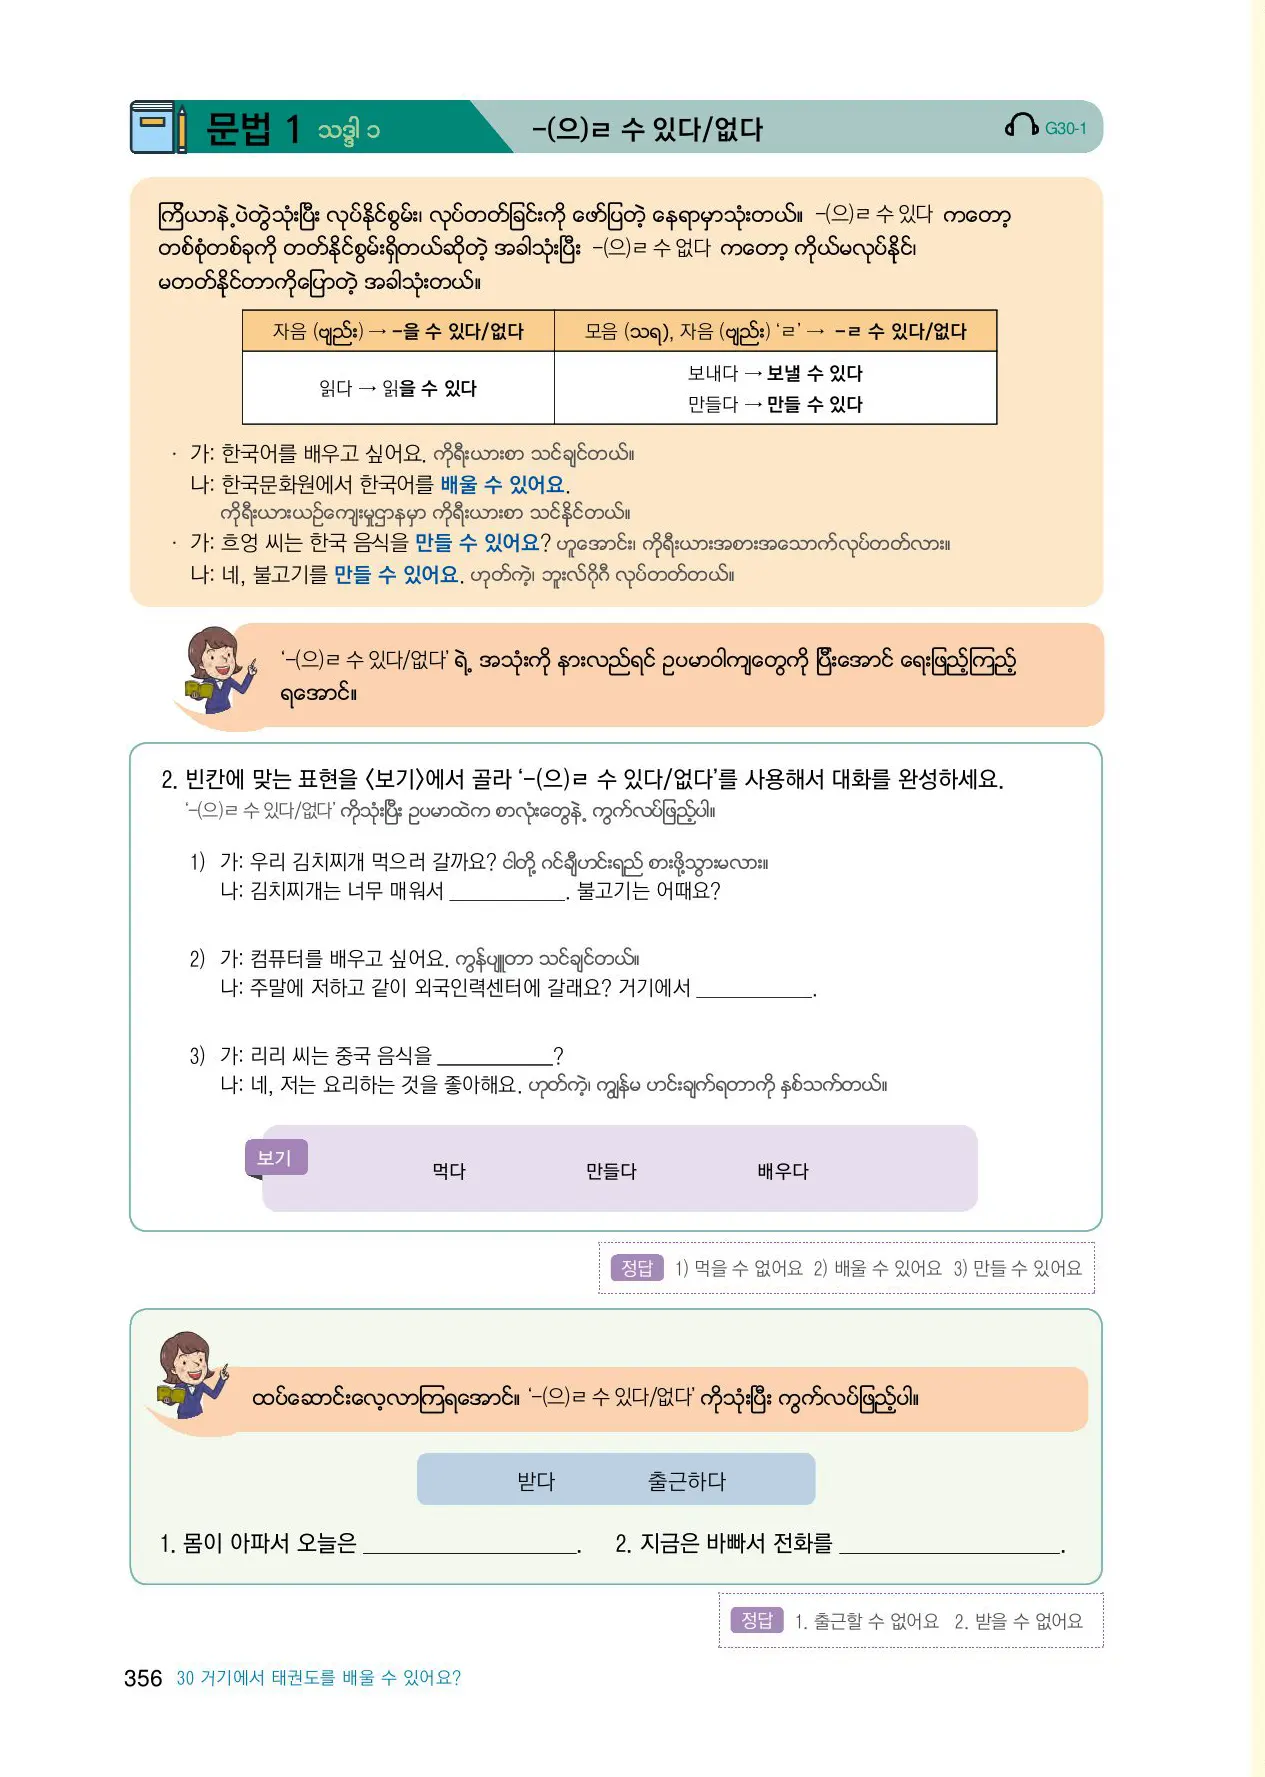 문법 1 သဒ္ဒါ ၁
-(으)ㄹ 수 있다/없다
G30-1
ကြိယာနဲ့ပဲတွဲသုံးပြီး လုပ်နိုင်စွမ်း၊ လုပ်တတ်ခြင်းကို ဖော်ပြတဲ့ နေရာမှာသုံးတယ်။ -(으)ㄹ 수 있다 ကတော့
တစ်စုံတစ်ခုကို တတ်နိုင်စွမ်းရှိတယ်ဆိုတဲ့ အခါသုံးပြီး -(으)ㄹ 수 없다 ကတော့ ကိုယ်မလုပ်နိုင်၊
မတတ်နိုင်တာကိုပြောတဲ့ အခါသုံးတယ်။
자음 (ဗျည်း) → -을 수 있다/없다
모음 (သရ), 자음 (ဗျည်း) ‘ㄹ’ → -ㄹ 수 있다/없다
읽다 → 읽을 수 있다
보내다 → 보낼 수 있다
만들다 → 만들 수 있다
· 가: 한국어를 배우고 싶어요. ကိုရီးယားစာ သင်ချင်တယ်။
나: 한국문화원에서 한국어를 배울 수 있어요.
ကိုရီးယားယဉ်ကျေးမှုဌာနမှာ ကိုရီးယားစာ သင်နိုင်တယ်။
· 가: 흐엉 씨는 한국 음식을 만들 수 있어요? ဟူအောင်း၊ ကိုရီးယားအစားအသောက်လုပ်တတ်လား။
나: 네, 불고기를 만들 수 있어요. ဟုတ်ကဲ့၊ ဘူးလ်ဂိုဂီ လုပ်တတ်တယ်။
‘-(으)ㄹ 수 있다/없다’ ရဲ့ အသုံးကို နားလည်ရင် ဥပမာဝါကျတွေကို ပြီးအောင် ရေးဖြည့်ကြည့်
ရအောင်။
2. 빈칸에 맞는 표현을 <보기>에서 골라 ‘-(으)ㄹ 수 있다/없다’를 사용해서 대화를 완성하세요.
‘-(으)ㄹ 수 있다/없다’ ကိုသုံးပြီး ဥပမာထဲက စာလုံးတွေနဲ့ ကွက်လပ်ဖြည့်ပါ။
1) 가: 우리 김치찌개 먹으러 갈까요? ငါတို့ ဂင်ချီဟင်းရည် စားဖို့သွားမလား။
나: 김치찌개는 너무 매워서 ___________. 불고기는 어때요?
2) 가: 컴퓨터를 배우고 싶어요. ကွန်ပျူတာ သင်ချင်တယ်။
나: 주말에 저하고 같이 외국인력센터에 갈래요? 거기에서 ___________.
3) 가: 리리 씨는 중국 음식을 ___________?
나: 네, 저는 요리하는 것을 좋아해요. ဟုတ်ကဲ့၊ ကျွန်မ ဟင်းချက်ရတာကို နှစ်သက်တယ်။
보기
먹다 만들다 배우다
정답 1) 먹을 수 없어요 2) 배울 수 있어요 3) 만들 수 있어요
ထပ်ဆောင်းလေ့လာကြရအောင်။ ‘-(으)ㄹ 수 있다/없다’ ကိုသုံးပြီး ကွက်လပ်ဖြည့်ပါ။
받다 출근하다
1. 몸이 아파서 오늘은 ____________________. 2. 지금은 바빠서 전화를 ____________________.
정답 1. 출근할 수 없어요 2. 받을 수 없어요
356 30 거기에서 태권도를 배울 수 있어요?